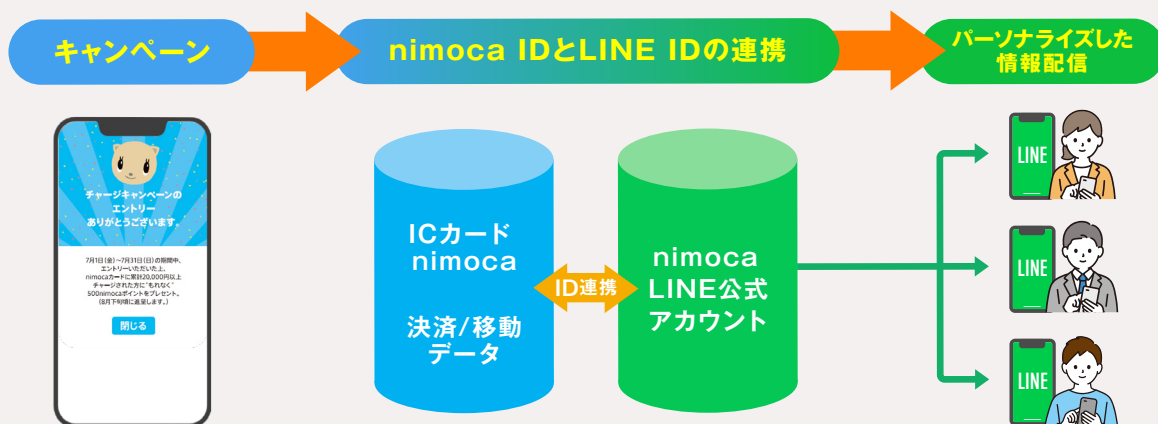 キャンペーン
nimoca IDとLINE IDの連携
パーソナライズした
情報配信
チャージキャンペーンの
エントリー
ありがとうございます。
7月1日(金)~7月31日(日)の期間中、
エントリーいただいた上、
nimocaカードに累計20,000円以上
チャージされた方に"もれなく"
500nimocaポイントをプレゼント。
(8月下旬頃に進呈します。)
閉じる
ICカード
nimoca
決済/移動
データ
ID連携
nimoca
LINE公式
アカウント
LINE
LINE
LINE